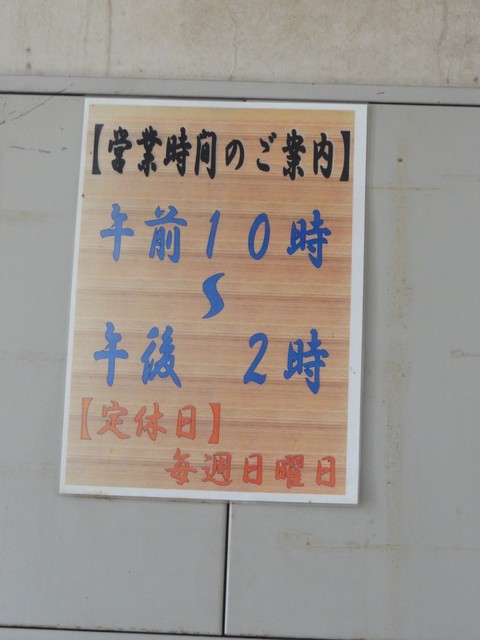 【営業時間のご案内】
午前10時
〜
午後 2時
【定休日】
毎週日曜日